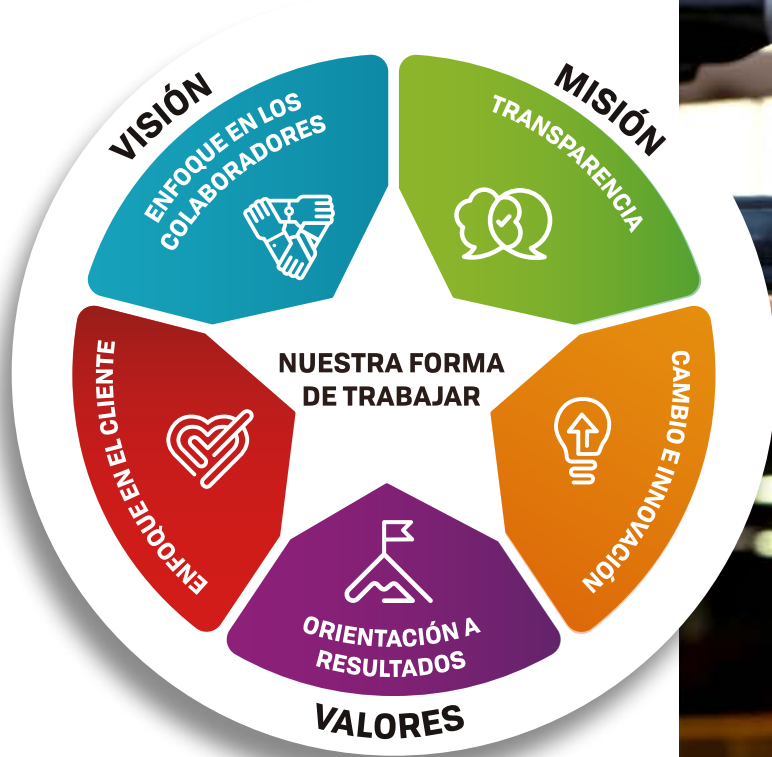 VISIÓN
MISIÓN
ENFOQUE EN LOS
COLABORADORES
TRANSPARENCIA
NUESTRA FORMA
DE TRABAJAR
ENFOQUE EN EL CLIENTE
CAMBIO E INNOVACIÓN
ORIENTACIÓN A
RESULTADOS
VALORES